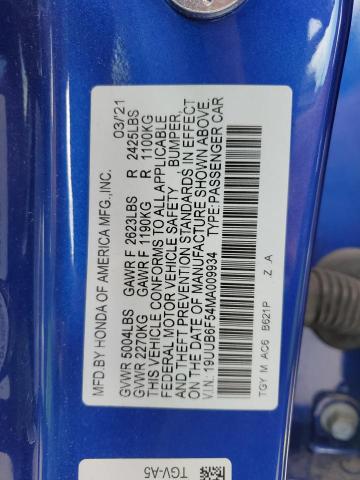 MFD.BY HONDA OF AMERICA MFG.,INC. 03/'21
GVWR 5004LBS GAWR F 2623LBS R 2425LBS
GVWR 2270KG GAWR F 1190KG R 1100KG
THIS VEHICLE CONFORMS TO ALL APPLICABLE
FEDERAL MOTOR VEHICLE SAFETY BUMPER,
AND THEFT PREVENTION STANDARDS IN EFFECT
ON THE DATE OF MANUFACTURE SHOWN ABOVE.
V.I.N.: 19UUB6F54MA009934 TYPE:PASSENGER CAR
TGY M AC6 B621P Z A
TGV-A5